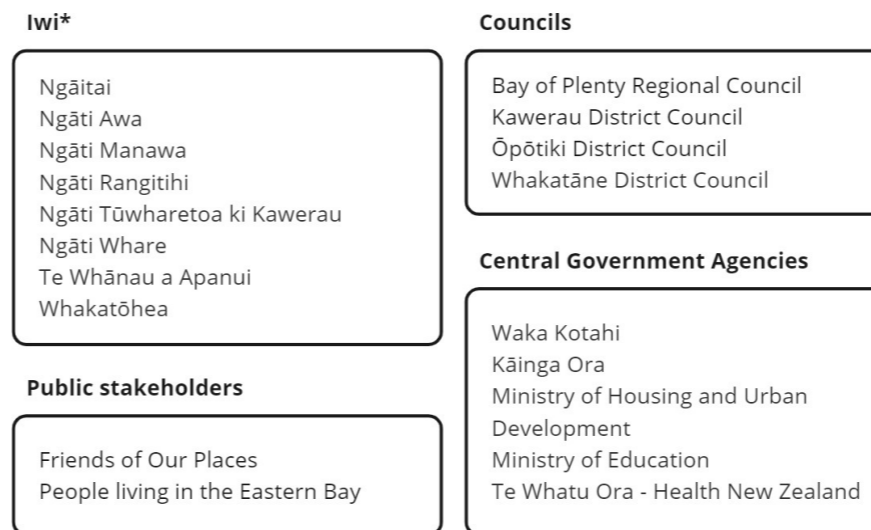 Iwi*
Ngāitai
Ngāti Awa
Ngāti Manawa
Ngāti Rangitihi
Ngāti Tūwharetoa ki Kawerau
Ngāti Whare
Te Whānau a Apanui
Whakatōhea
Public stakeholders
Friends of Our Places
People living in the Eastern Bay
Councils
Bay of Plenty Regional Council
Kawerau District Council
Ōpōtiki District Council
Whakatāne District Council
Central Government Agencies
Waka Kotahi
Kāinga Ora
Ministry of Housing and Urban
Development
Ministry of Education
Te Whatu Ora - Health New Zealand